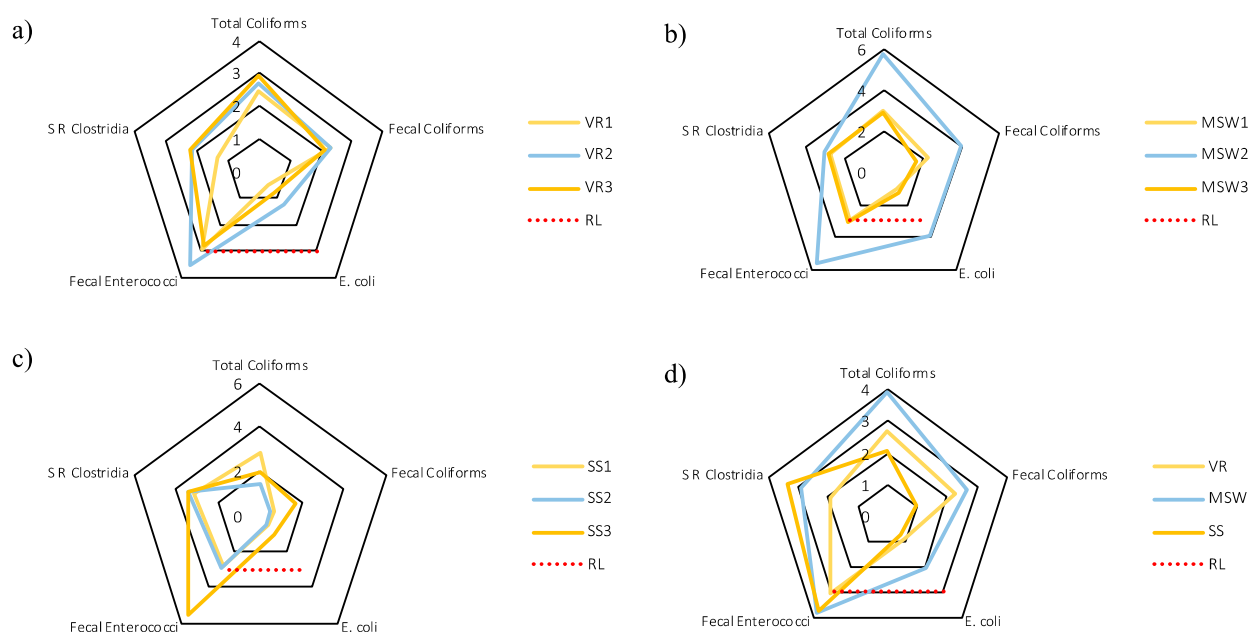 a)
Total Coliforms
4
3
2
1
0
S R Clostridia
Fecal Coliforms
Fecal Enterococci
E. coli
VR1
VR2
VR3
RL
b)
Total Coliforms
6
4
2
0
S R Clostridia
Fecal Coliforms
Fecal Enterococci
E. coli
MSW1
MSW2
MSW3
RL
c)
Total Coliforms
6
4
2
0
S R Clostridia
Fecal Coliforms
Fecal Enterococci
E. coli
SS1
SS2
SS3
RL
d)
Total Coliforms
4
3
2
1
0
S R Clostridia
Fecal Coliforms
Fecal Enterococci
E. coli
VR
MSW
SS
RL